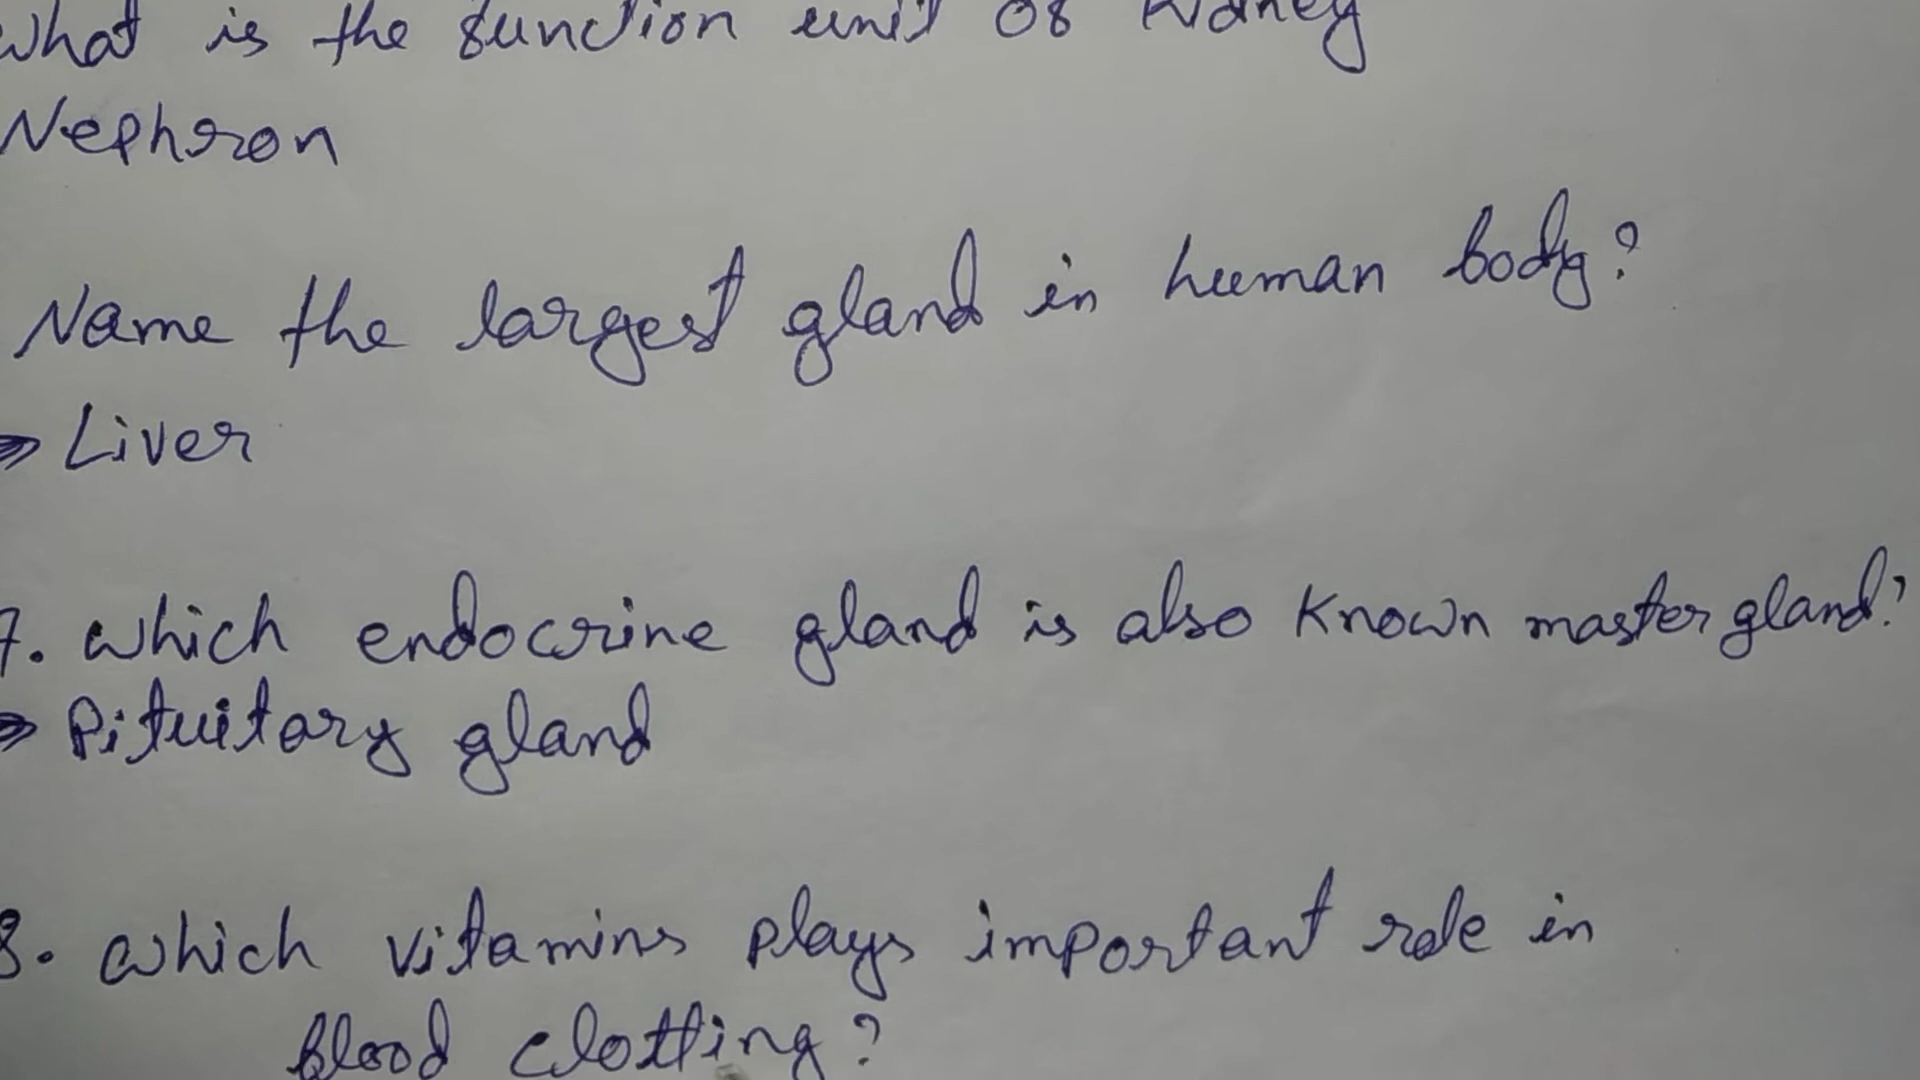 what is the function unit of Kidney
Nephron
Name the largest gland in human body?
⇒ Liver
7. which endocrine gland is also known master gland?
⇒ Pituitary gland
8. which vitamins plays important role in
blood clotting?